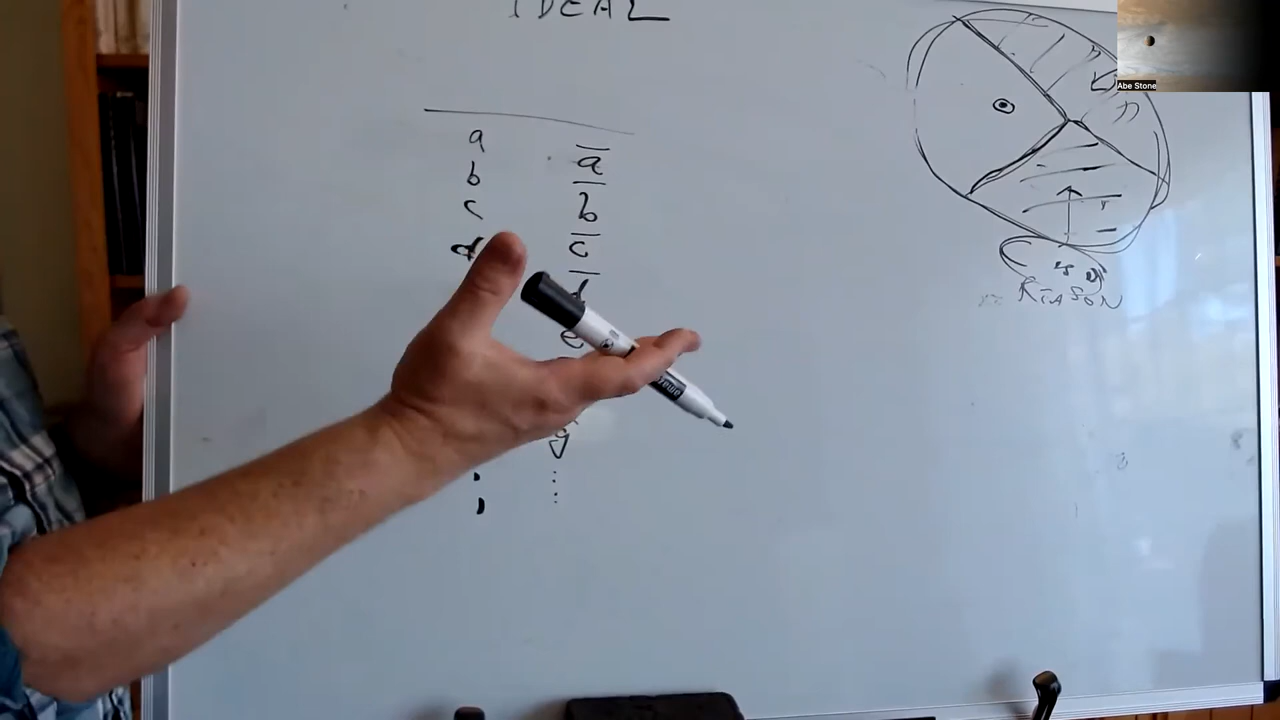 IDEAL
Abe Stone
a a̅
b b̅
c c̅
d d̅
e
g
REASON